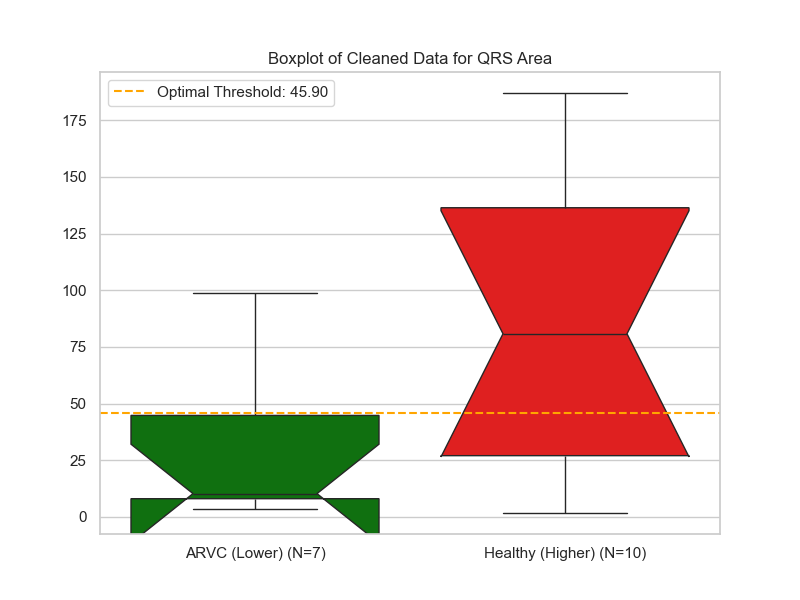 Boxplot of Cleaned Data for QRS Area
Optimal Threshold: 45.90
175
150
125
100
75
50
25
0
ARVC (Lower) (N=7)
Healthy (Higher) (N=10)